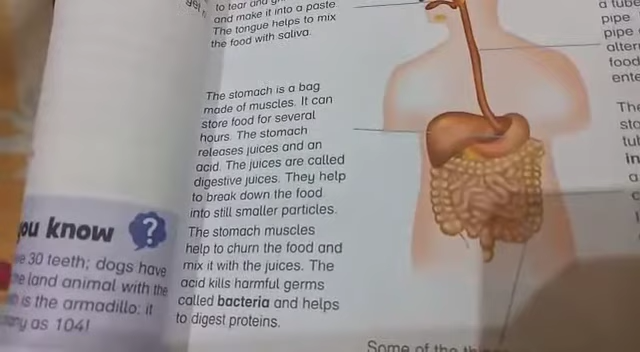 to tear and
and make it into a paste.
The tongue helps to mix
the food with saliva.
The stomach is a bag
made of muscles. It can
store food for several
hours. The stomach
releases juices and an
acid. The juices are called
digestive juices. They help
to break down the food
into still smaller particles.
The stomach muscles
help to churn the food and
mix it with the juices. The
acid kills harmful germs
called bacteria and helps
to digest proteins.
you know
30 teeth; dogs have
land animal with the
is the armadillo: it
as 104!
Some of the
a tube
pipe
pipe
food
The
in
a